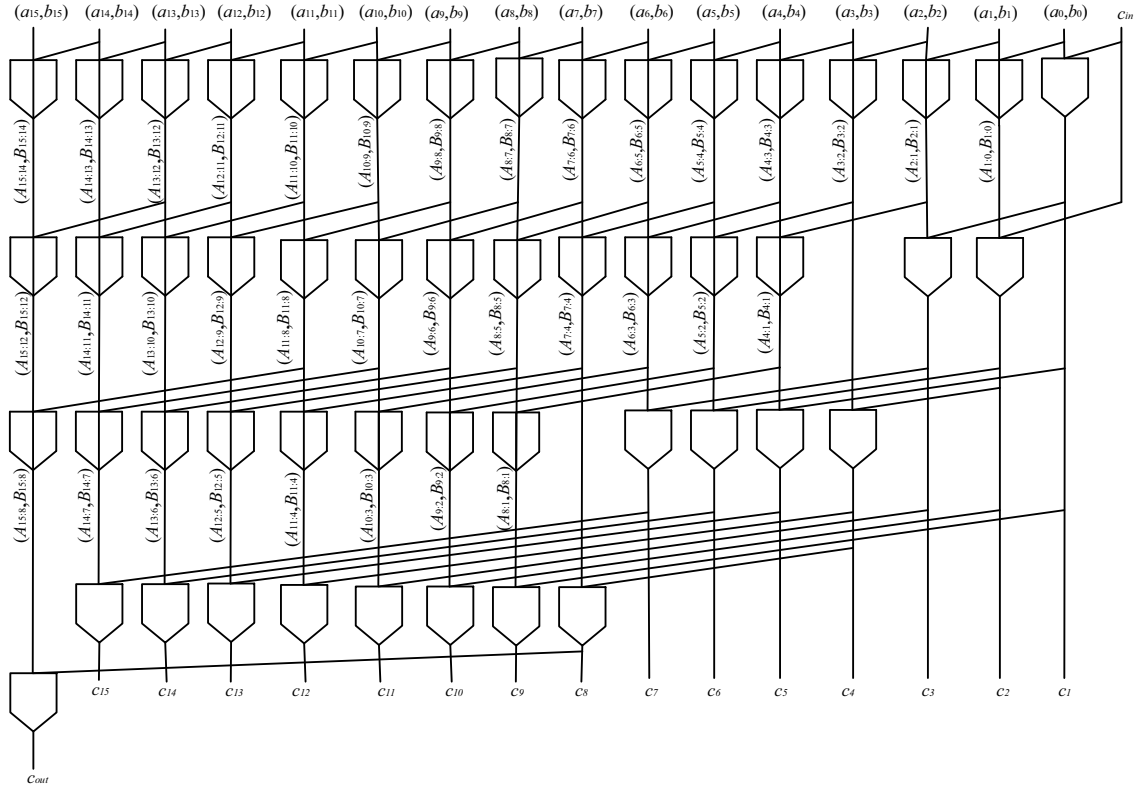 (a15,b15) (a14,b14) (a13,b13) (a12,b12) (a11,b11) (a10,b10) (a9,b9) (a8,b8) (a7,b7) (a6,b6) (a5,b5) (a4,b4) (a3,b3) (a2,b2) (a1,b1) (a0,b0) cin
(A15:14,B15:14) (A14:13,B14:13) (A13:12,B13:12) (A12:11,B12:11) (A11:10,B11:10) (A10:9,B10:9) (A9:8,B9:8) (A8:7,B8:7) (A7:6,B7:6) (A6:5,B6:5) (A5:4,B5:4) (A4:3,B4:3) (A3:2,B3:2) (A2:1,B2:1) (A1:0,B1:0)
(A15:12,B15:12) (A14:11,B14:11) (A13:10,B13:10) (A12:9,B12:9) (A11:8,B11:8) (A10:7,B10:7) (A9:6,B9:6) (A8:5,B8:5) (A7:4,B7:4) (A6:3,B6:3) (A5:2,B5:2) (A4:1,B4:1)
(A15:8,B15:8) (A14:7,B14:7) (A13:6,B13:6) (A12:5,B12:5) (A11:4,B11:4) (A10:3,B10:3) (A9:2,B9:2) (A8:1,B8:1)
c15 c14 c13 c12 c11 c10 c9 c8 c7 c6 c5 c4 c3 c2 c1
cout